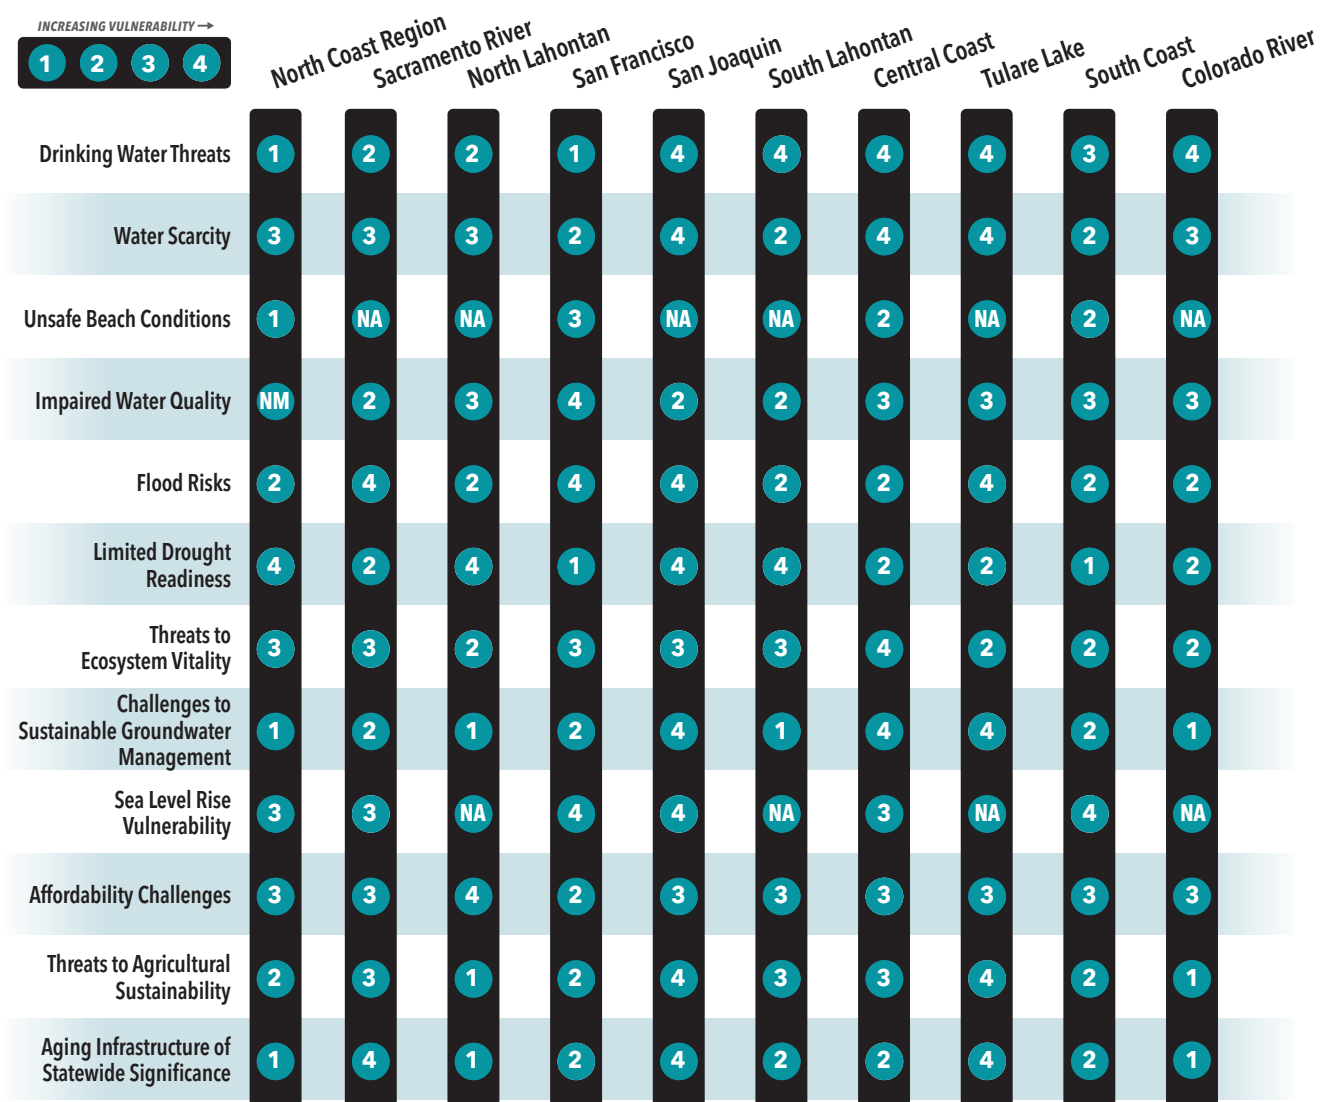 INCREASING VULNERABILITY →
1 2 3 4
North Coast Region Sacramento River North Lahontan San Francisco San Joaquin South Lahontan Central Coast Tulare Lake South Coast Colorado River
Drinking Water Threats 1 2 2 1 4 4 4 4 3 4
Water Scarcity 3 3 3 2 4 2 4 4 2 3
Unsafe Beach Conditions 1 NA NA 3 NA NA 2 NA 2 NA
Impaired Water Quality NM 2 3 4 2 2 3 3 3 3
Flood Risks 2 4 2 4 4 2 2 4 2 2
Limited Drought
Readiness 4 2 4 1 4 4 2 2 1 2
Threats to
Ecosystem Vitality 3 3 2 3 3 3 4 2 2 2
Challenges to
Sustainable Groundwater 1 2 1 2 4 1 4 4 2 1
Management
Sea Level Rise
Vulnerability 3 3 NA 4 4 NA 3 NA 4 NA
Affordability Challenges 3 3 4 2 3 3 3 3 3 3
Threats to Agricultural
Sustainability 2 3 1 2 4 3 3 4 2 1
Aging Infrastructure of
Statewide Significance 1 4 1 2 4 2 2 4 2 1